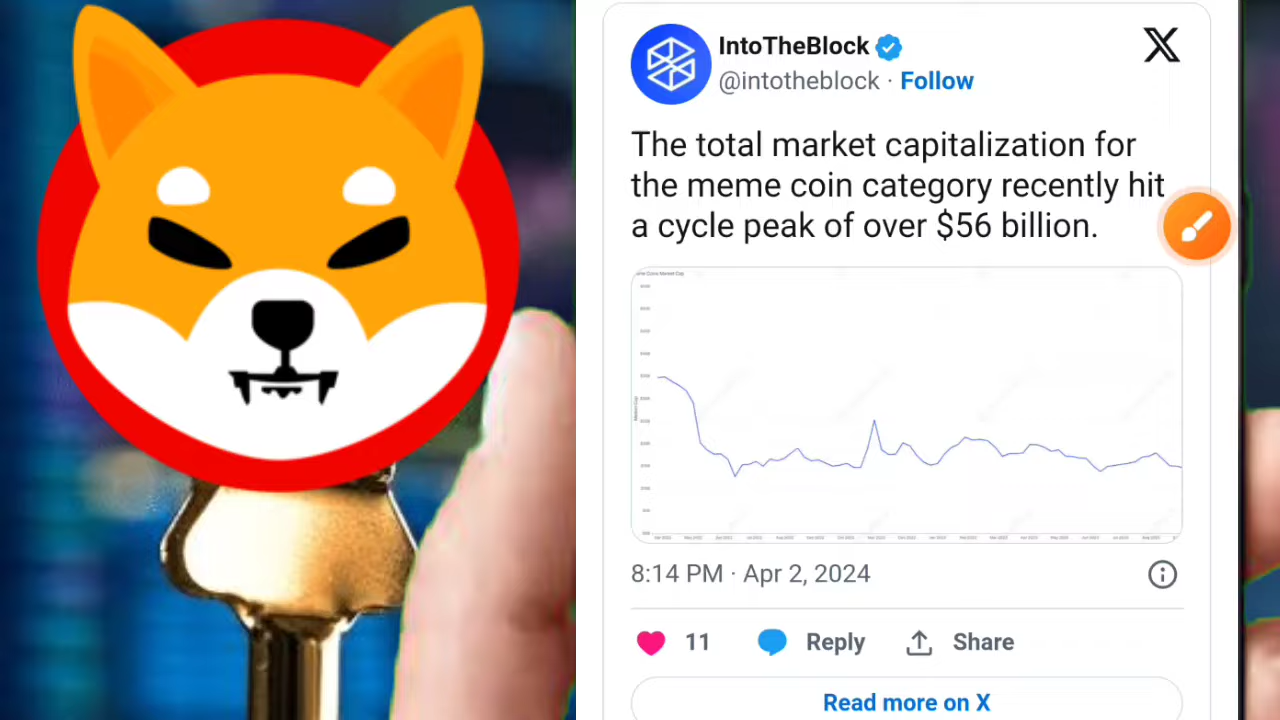 IntoTheBlock
@intotheblock · Follow
The total market capitalization for
the meme coin category recently hit
a cycle peak of over $56 billion.
8:14 PM · Apr 2, 2024
11 Reply Share
Read more on X